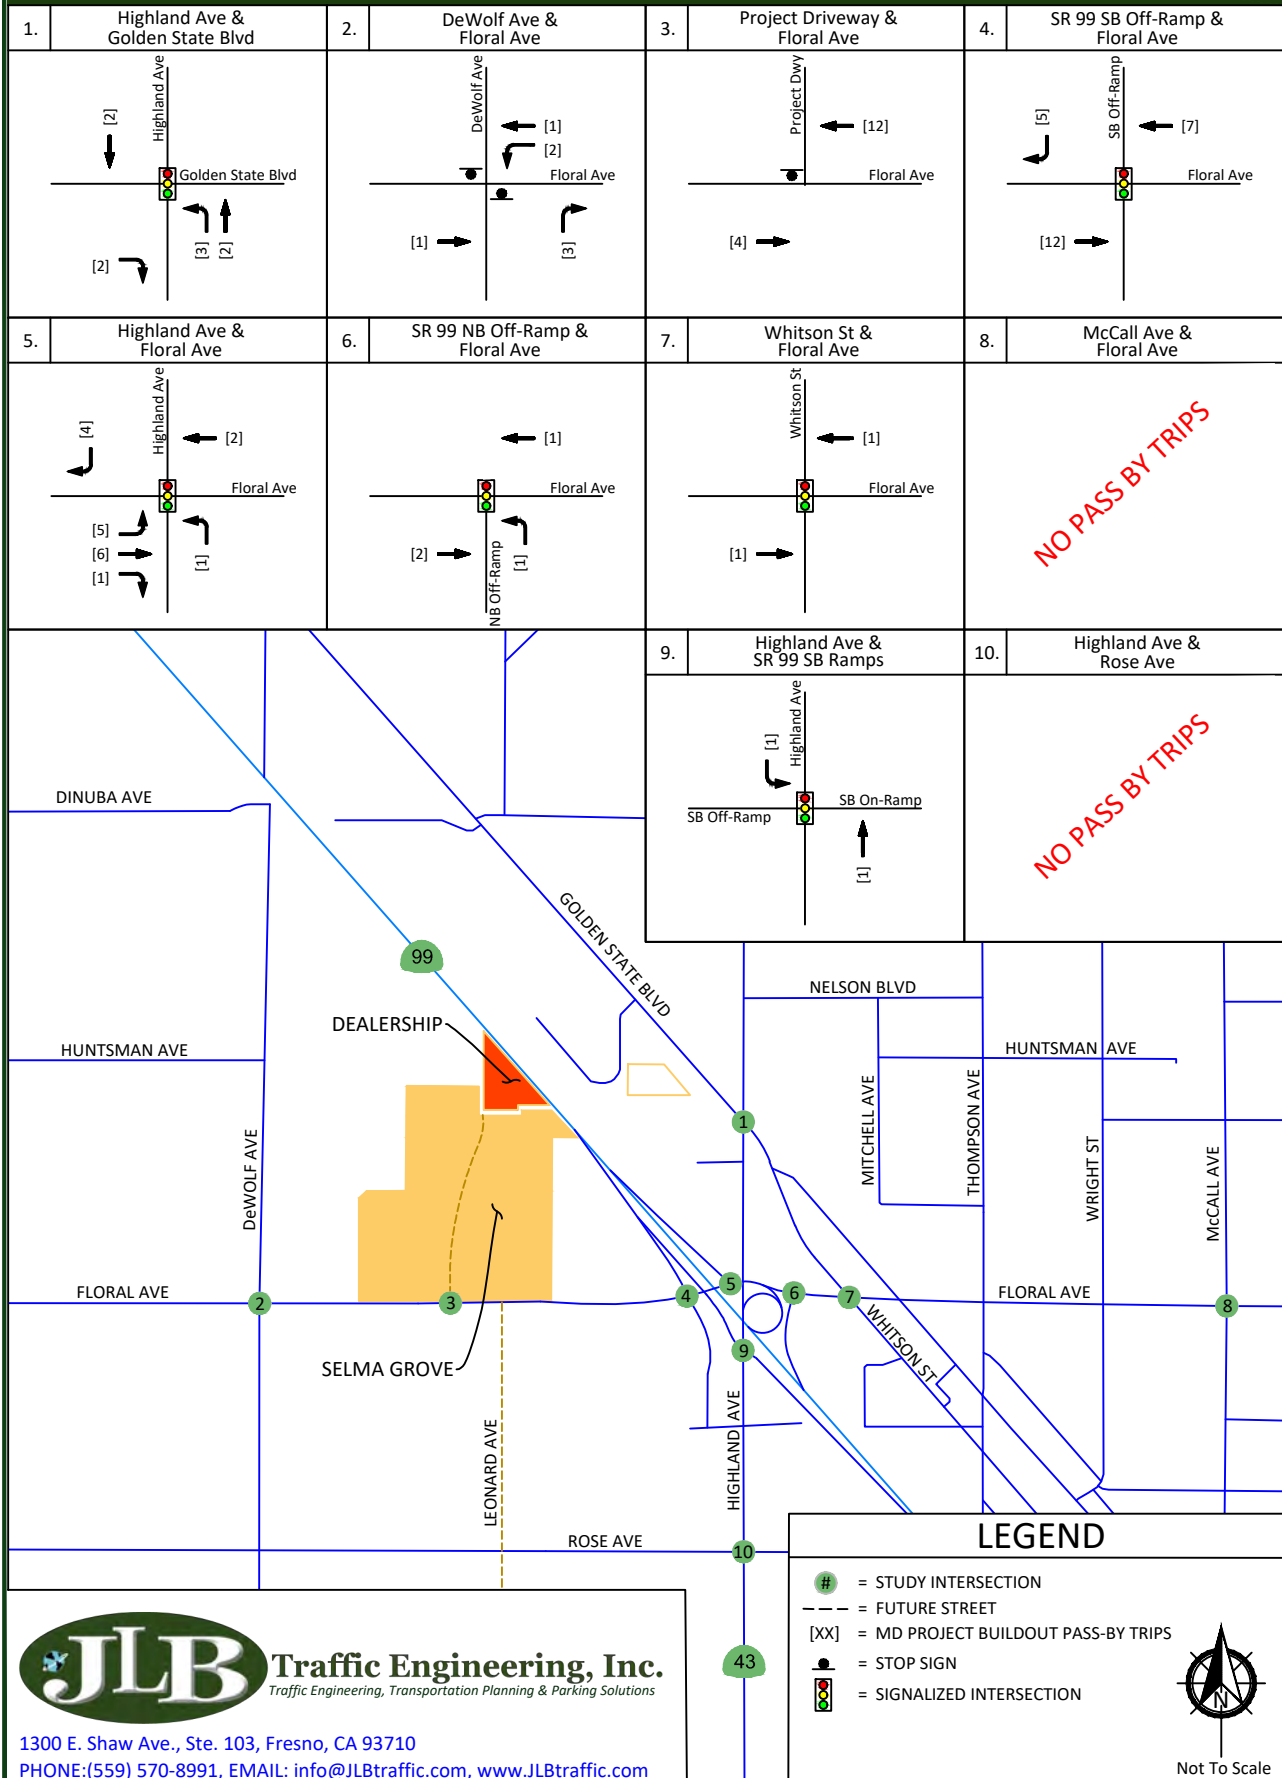 1.
Highland Ave &
Golden State Blvd
[2]
Highland Ave
Golden State Blvd
[3]
[2]
[2]
2.
DeWolf Ave &
Floral Ave
DeWolf Ave
[1]
[2]
Floral Ave
[1]
[3]
3.
Project Driveway &
Floral Ave
Project Dwy
[12]
Floral Ave
[4]
4.
SR 99 SB Off-Ramp &
Floral Ave
[5]
SB Off-Ramp
[7]
Floral Ave
[12]
5.
Highland Ave &
Floral Ave
[4]
Highland Ave
[2]
Floral Ave
[5]
[6]
[1]
[1]
6.
SR 99 NB Off-Ramp &
Floral Ave
[1]
Floral Ave
[2]
NB Off-Ramp
[1]
7.
Whitson St &
Floral Ave
Whitson St
[1]
Floral Ave
[1]
8.
McCall Ave &
Floral Ave
NO PASS BY TRIPS
9.
Highland Ave &
SR 99 SB Ramps
[1]
Highland Ave
SB On-Ramp
SB Off-Ramp
[1]
10.
Highland Ave &
Rose Ave
NO PASS BY TRIPS
DINUBA AVE
GOLDEN STATE BLVD
99
NELSON BLVD
DEALERSHIP
HUNTSMAN AVE
HUNTSMAN AVE
MITCHELL AVE
THOMPSON AVE
WRIGHT ST
McCALL AVE
DeWOLF AVE
1
FLORAL AVE
2
3
4
5
6
7
FLORAL AVE
8
9
WHITSON ST
SELMA GROVE
LEONARD AVE
HIGHLAND AVE
ROSE AVE
10
43
LEGEND
# = STUDY INTERSECTION
= FUTURE STREET
[XX] = MD PROJECT BUILDOUT PASS-BY TRIPS
= STOP SIGN
= SIGNALIZED INTERSECTION
N
Not To Scale
JLB Traffic Engineering, Inc.
Traffic Engineering, Transportation Planning & Parking Solutions
1300 E. Shaw Ave., Ste. 103, Fresno, CA 93710
PHONE:(559) 570-8991, EMAIL: info@JLBtraffic.com, www.JLBtraffic.com